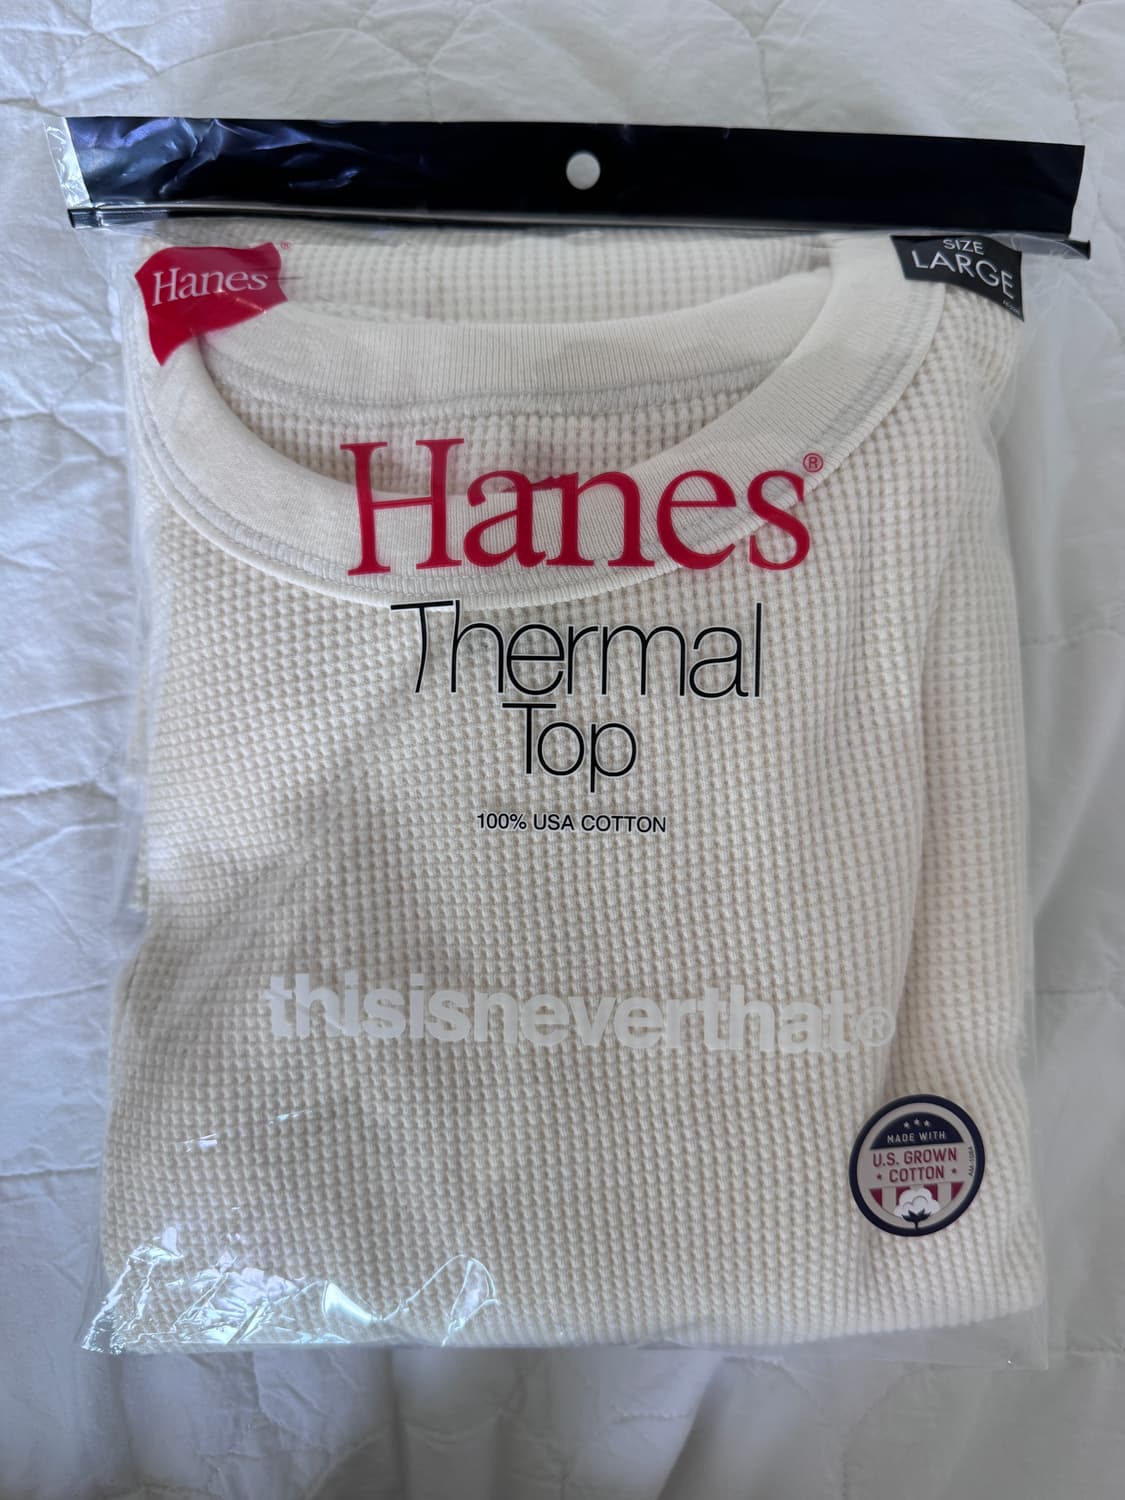 Hanes®
SIZE
LARGE
Hanes®
Thermal
Top
100% USA COTTON
thisisneverthat®
MADE WITH
U.S. GROWN
COTTON